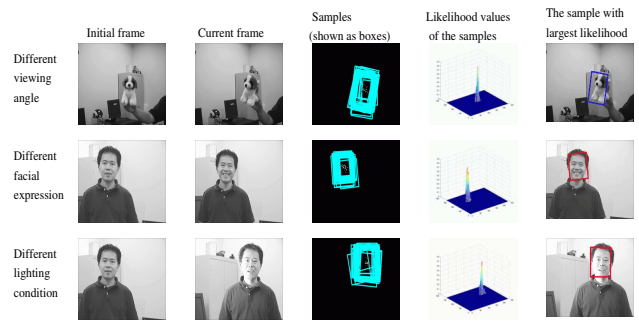 Initial frame
Current frame
Samples
(shown as boxes)
Likelihood values
of the samples
The sample with
largest likelihood
Different
viewing
angle
Different
facial
expression
Different
lighting
condition